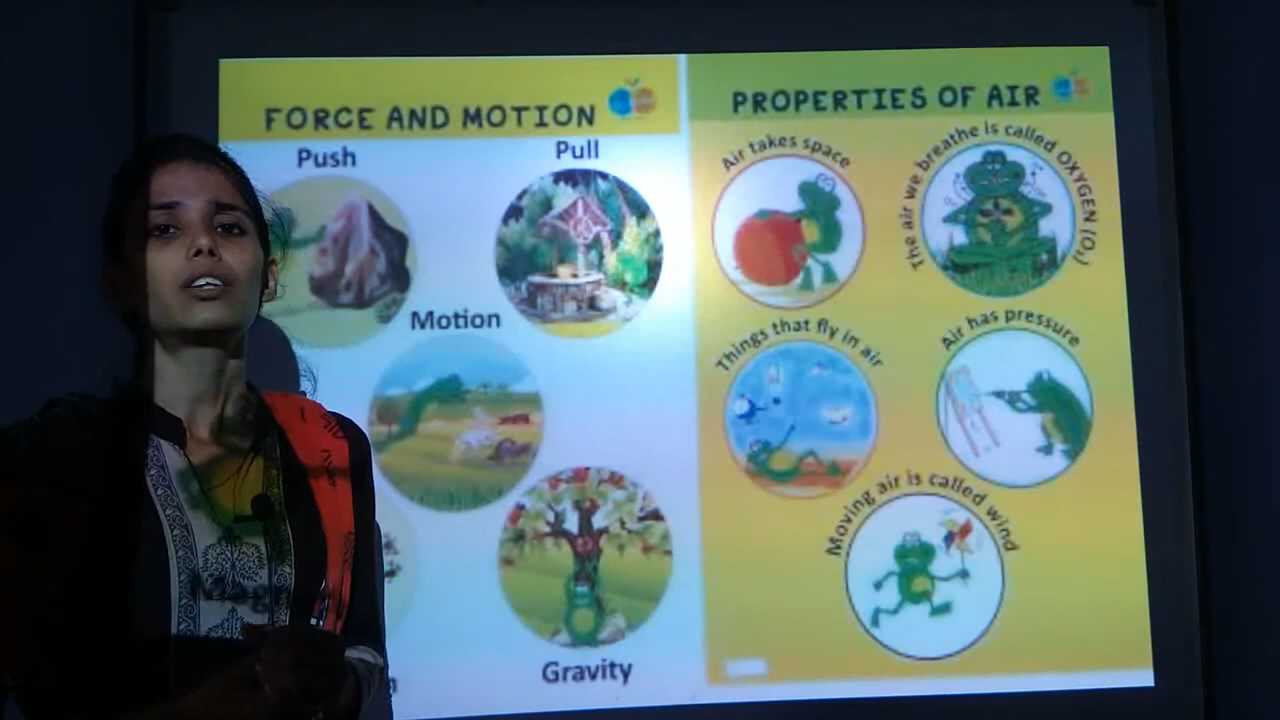 FORCE AND MOTION
Push
Pull
Motion
Gravity
PROPERTIES OF AIR
Air takes space
The air we breathe is called OXYGEN (O₂)
Things that fly in air
Air has pressure
Moving air is called wind